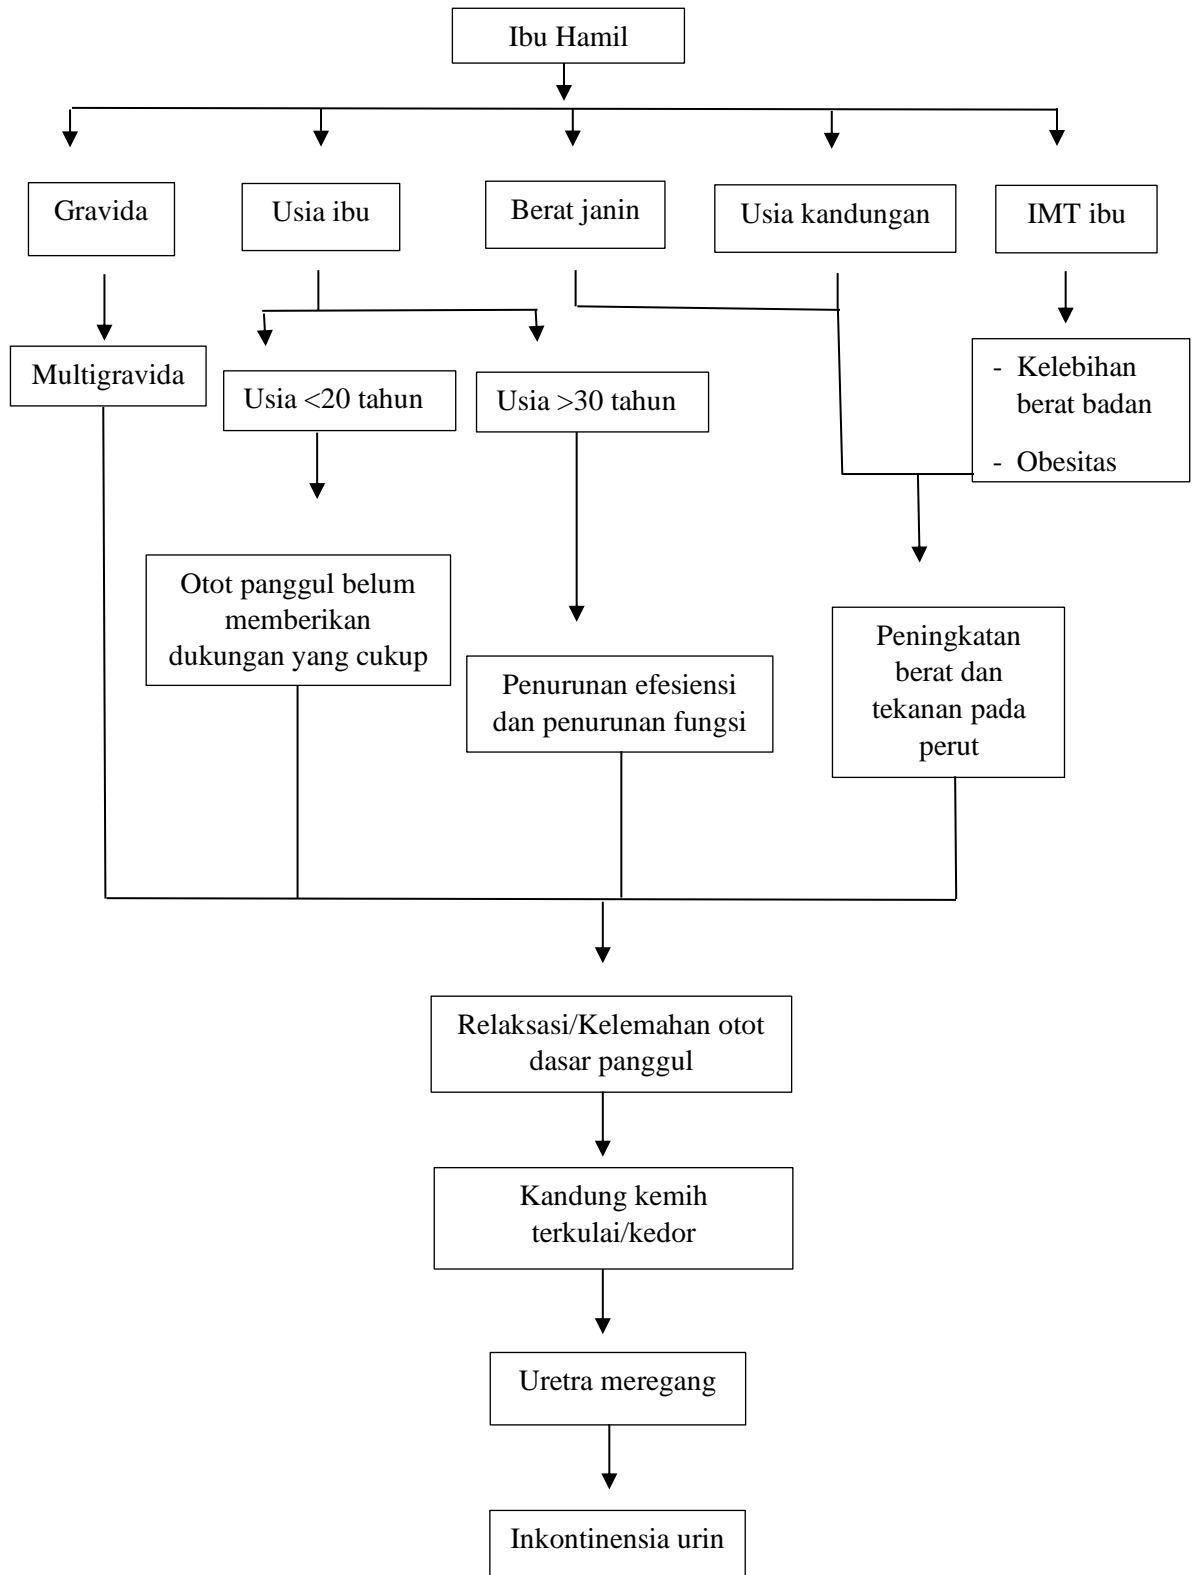 Ibu Hamil
Gravida
Usia ibu
Berat janin
Usia kandungan
IMT ibu
Multigravida
Usia <20 tahun
Usia >30 tahun
- Kelebihan
berat badan
- Obesitas
Otot panggul belum
memberikan
dukungan yang cukup
Penurunan efesiensi
dan penurunan fungsi
Peningkatan
berat dan
tekanan pada
perut
Relaksasi/Kelemahan otot
dasar panggul
Kandung kemih
terkulai/kedor
Uretra meregang
Inkontinensia urin